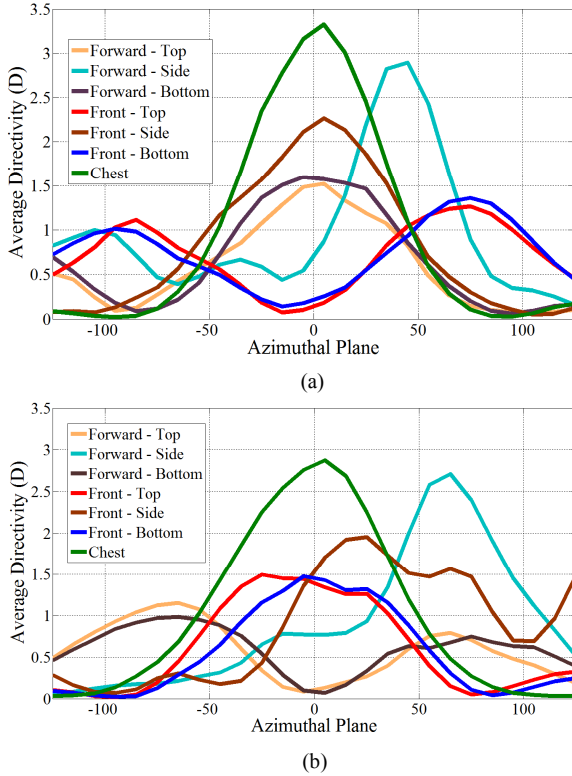 3.5
3
2.5
2
1.5
1
0.5
0
Average Directivity (D)
Forward - Top
Forward - Side
Forward - Bottom
Front - Top
Front - Side
Front - Bottom
Chest
-100 -50 0 50 100
Azimuthal Plane
(a)
3.5
3
2.5
2
1.5
1
0.5
0
Average Directivity (D)
Forward - Top
Forward - Side
Forward - Bottom
Front - Top
Front - Side
Front - Bottom
Chest
-100 -50 0 50 100
Azimuthal Plane
(b)